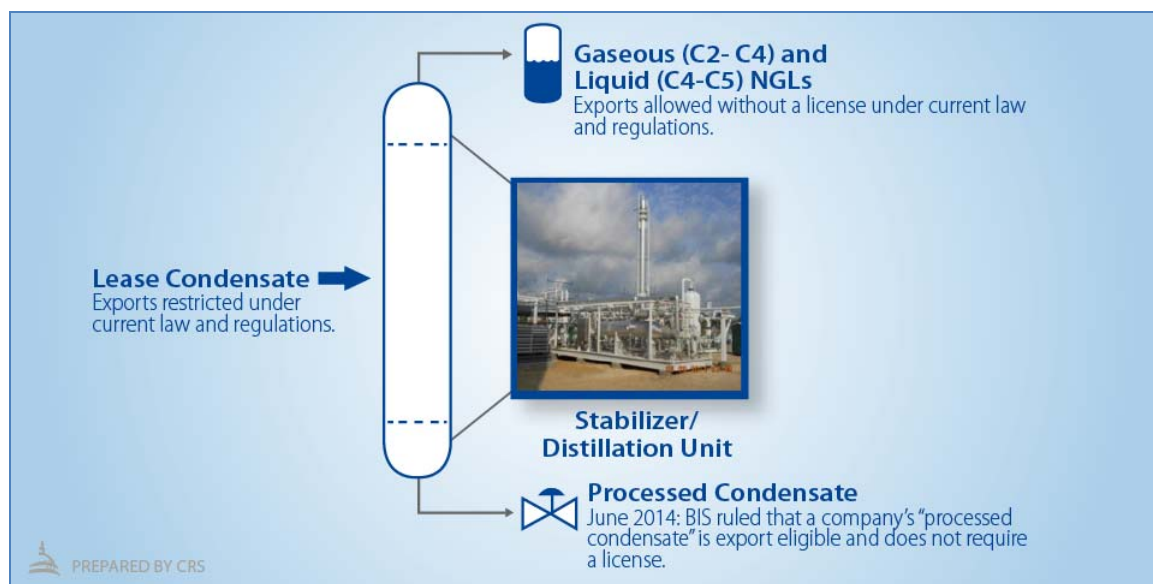 Gaseous (C2- C4) and
Liquid (C4-C5) NGLs
Exports allowed without a license under current law
and regulations.
Lease Condensate
Exports restricted under
current law and regulations.
Stabilizer/
Distillation Unit
Processed Condensate
June 2014: BIS ruled that a company’s “processed
condensate” is export eligible and does not require
a license.
PREPARED BY CRS